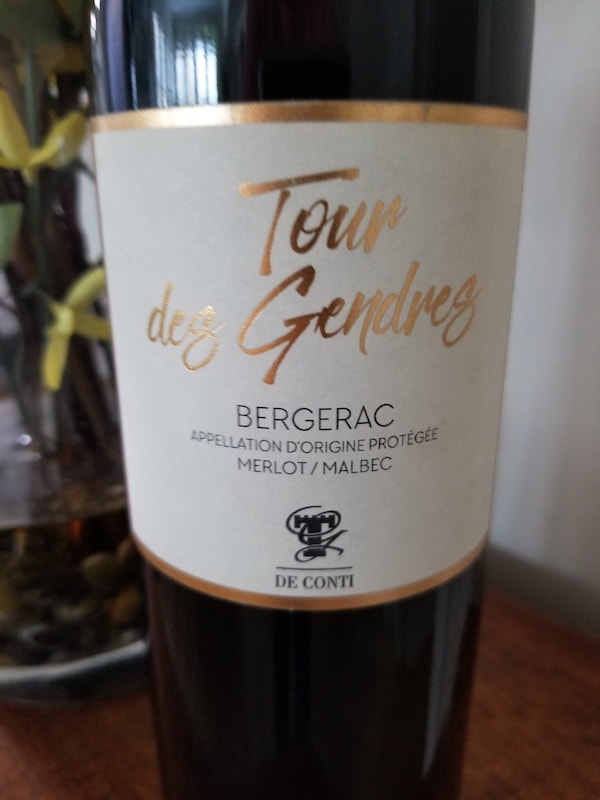 Tour
des Gendres
BERGERAC
APPELLATION D'ORIGINE PROTÉGÉE
MERLOT / MALBEC
DE CONTI